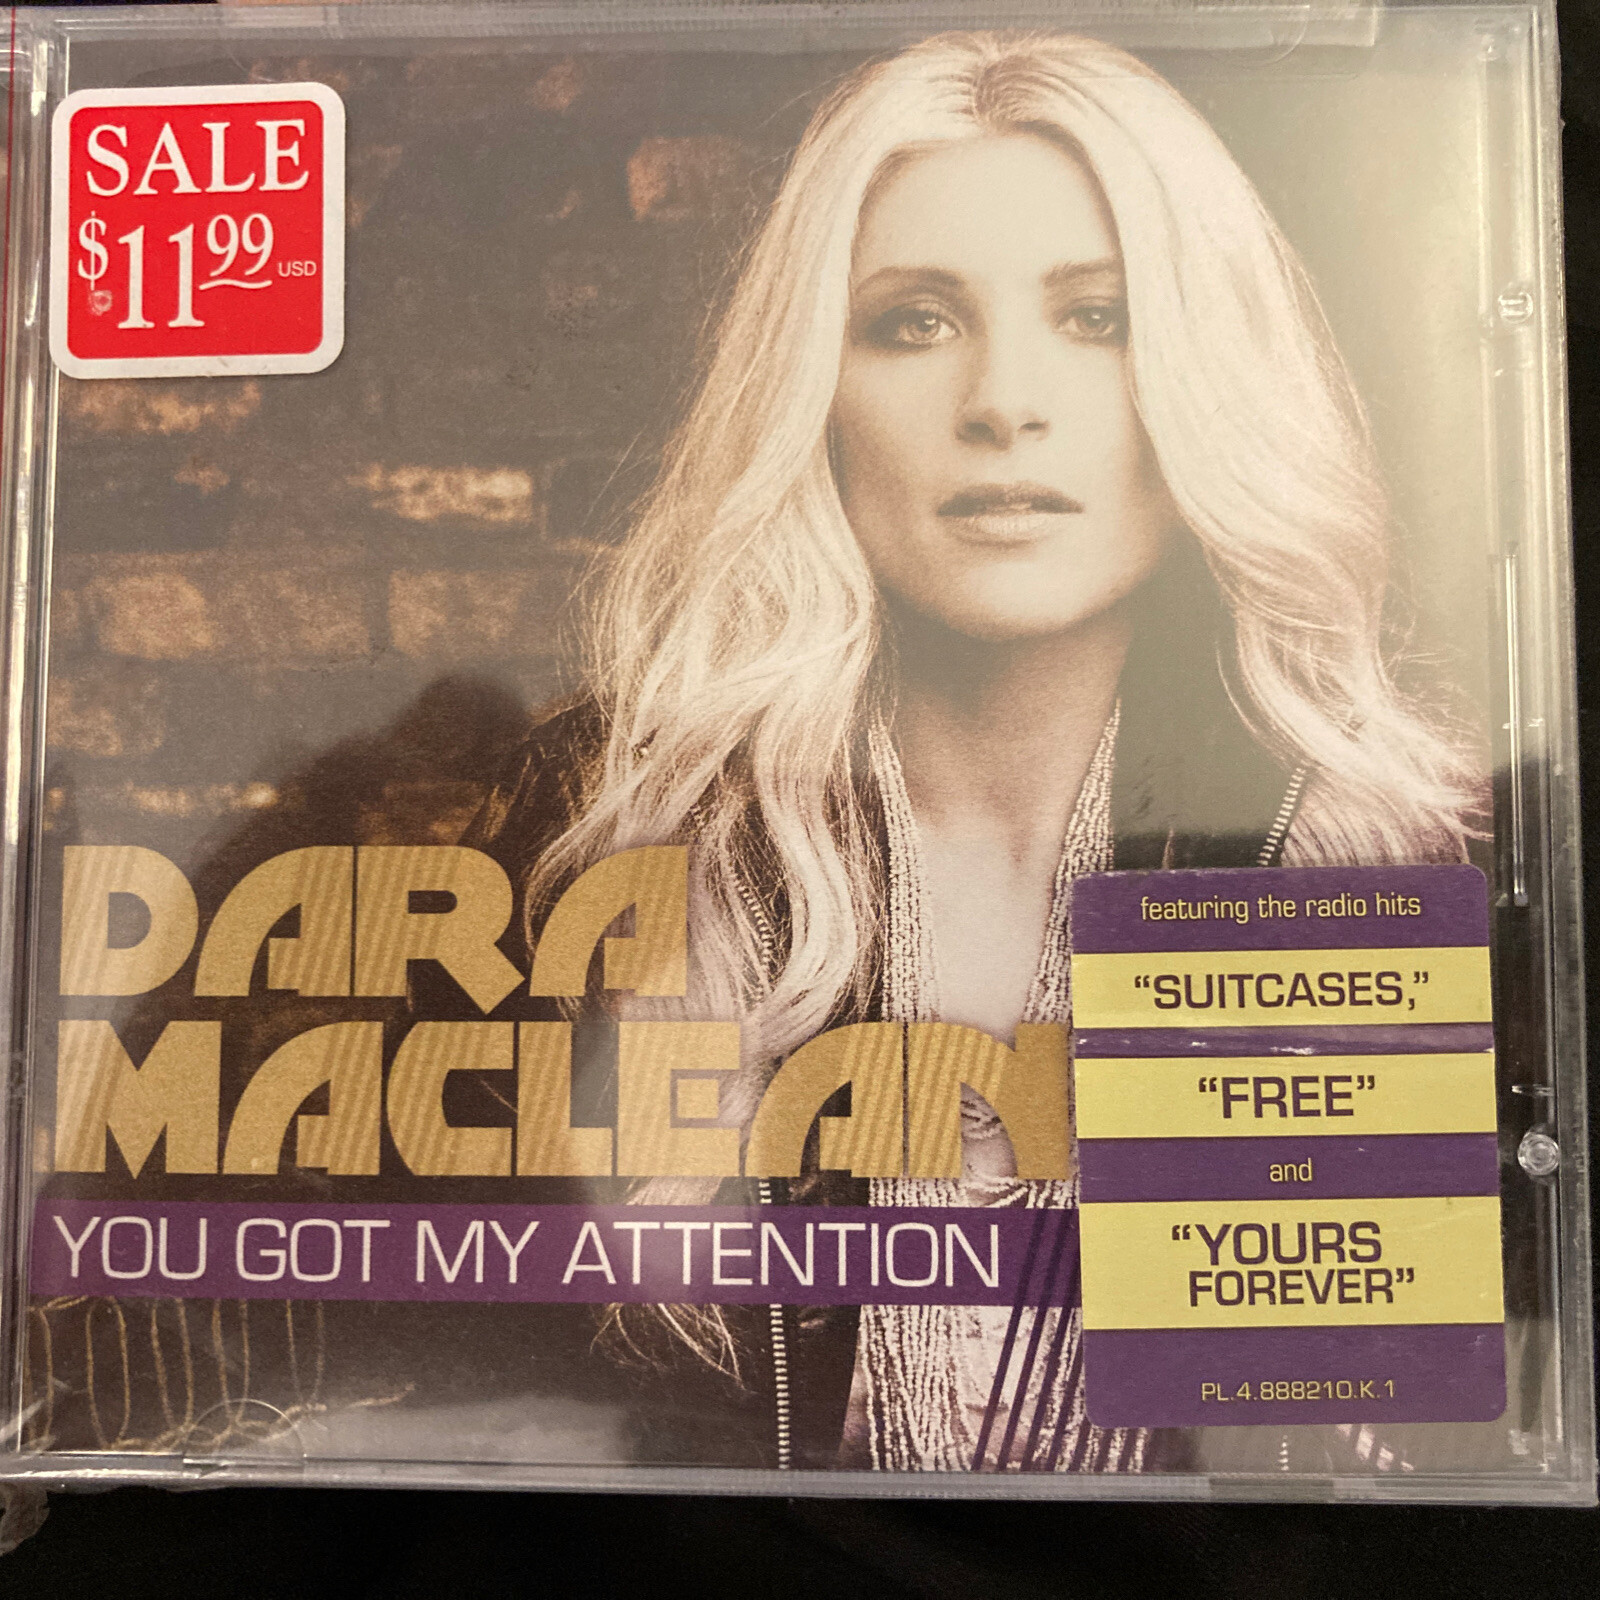 SALE
$11.99 USD
DARA
MACLEAN
YOU GOT MY ATTENTION
featuring the radio hits
“SUITCASES,”
“FREE”
and
“YOURS
FOREVER”
PL.4.888210.K.1